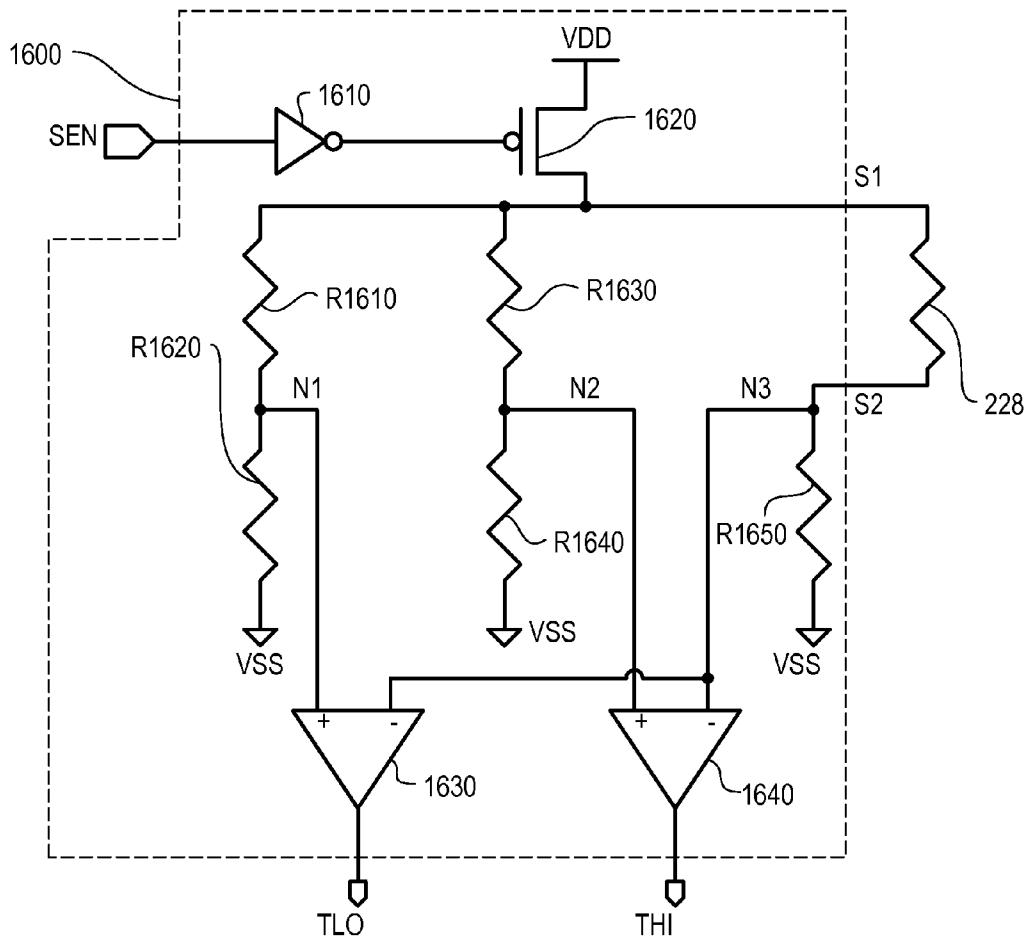 VDD
1600
1610
SEN
1620
S1
R1610
R1630
R1620
N1
N2
N3
S2
228
R1640
R1650
VSS
VSS
VSS
+
-
+
-
1630
1640
TLO
THI